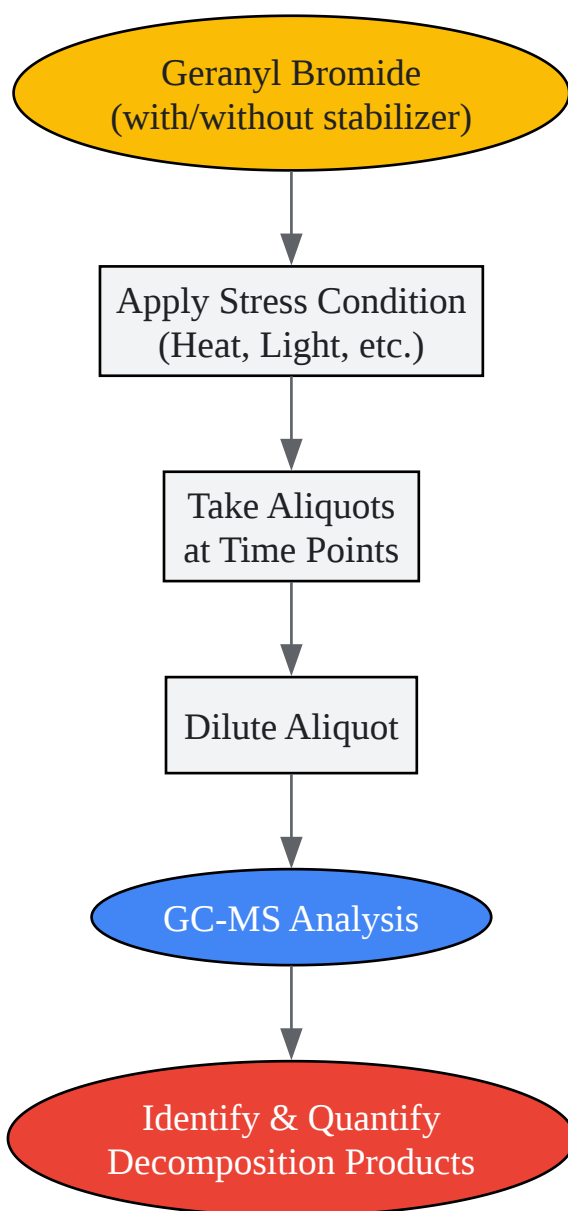 Geranyl Bromide
(with/without stabilizer)
Apply Stress Condition
(Heat, Light, etc.)
Take Aliquots
at Time Points
Dilute Aliquot
GC-MS Analysis
Identify & Quantify
Decomposition Products